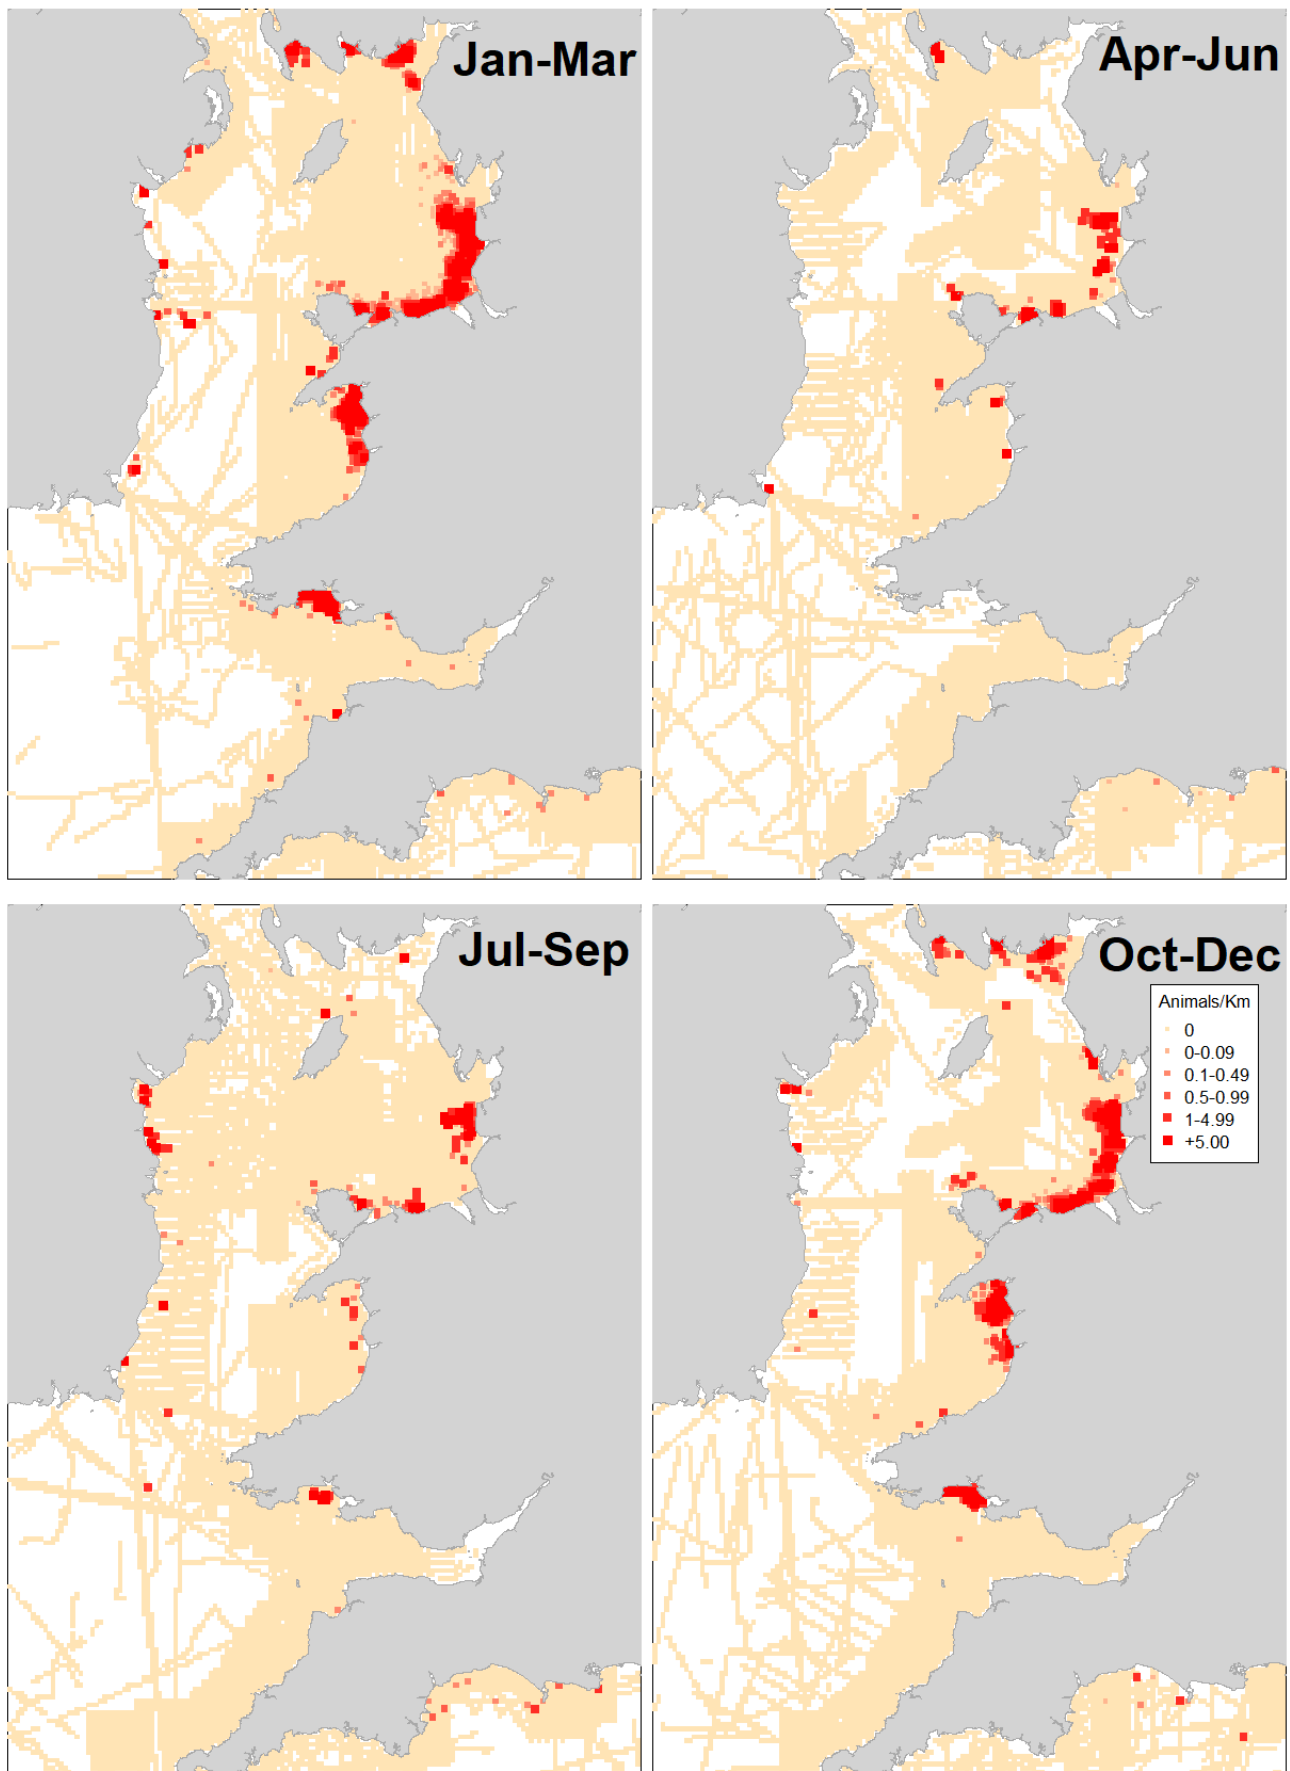 Jan-Mar
Apr-Jun
Jul-Sep
Oct-Dec
Animals/Km
0
0-0.09
0.1-0.49
0.5-0.99
1-4.99
+5.00